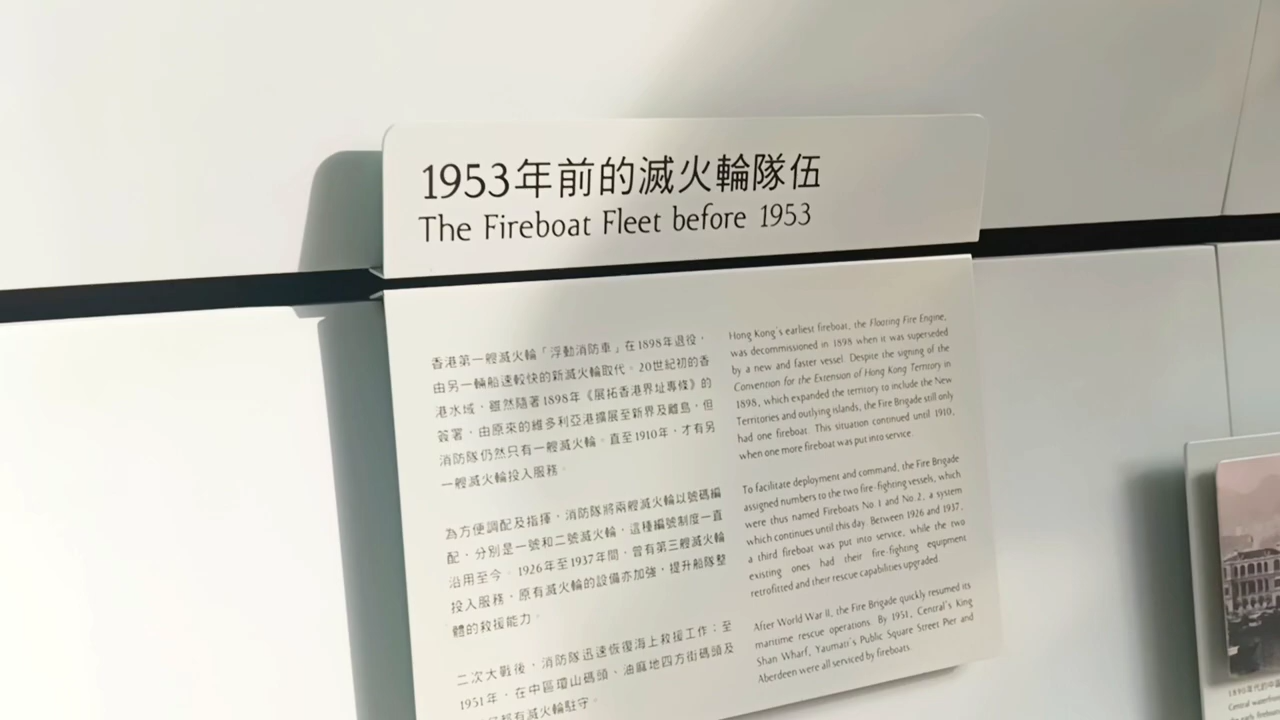 1953年前的滅火輪隊伍
The Fireboat Fleet before 1953
香港第一艘滅火輪「浮動消防車」在1898年退役，
由另一輪船速較快的新滅火輪取代。20世紀初的香
港水域，雖然隨著1898年《展拓香港界址專條》的
簽署，由原來的維多利亞港擴展至新界及離島，但
消防隊仍然只有一艘滅火輪。直至1910年，才有另
一艘滅火輪投入服務。
為方便調配及指揮，消防隊將兩艘滅火輪以號碼編
配，分別是一號和二號滅火輪，這種編號制度一直
沿用至今。1926年至1937年間，曾有第三艘滅火輪
投入服務，原有滅火輪的設備亦加強，提升船隊整
體的救援能力。
二次大戰後，消防隊迅速恢復海上救援工作；至
1951年，在中區環山碼頭、油麻地四方街碼頭及
都有滅火輪駐守。
Hong Kong's earliest fireboat, the Floating Fire Engine,
was decommissioned in 1898 when it was superseded
by a new and faster vessel. Despite the signing of the
Convention for the Extension of Hong Kong Territory in
1898, which expanded the territory to include the New
Territories and outlying islands, the Fire Brigade still only
had one fireboat. This situation continued until 1910,
when one more fireboat was put into service.
To facilitate deployment and command, the Fire Brigade
assigned numbers to the two fire-fighting vessels, which
were thus named Fireboats No 1 and No 2, a system
which continues until this day. Between 1926 and 1937,
a third fireboat was put into service, while the two
existing ones had their fire-fighting equipment
retrofitted and their rescue capabilities upgraded.
After World War II, the Fire Brigade quickly resumed its
maritime rescue operations. By 1951, Central's King
Shan Wharf, Yaumati's Public Square Street Pier and
Aberdeen were all serviced by fireboats.
1890年代的中
Central waterfro